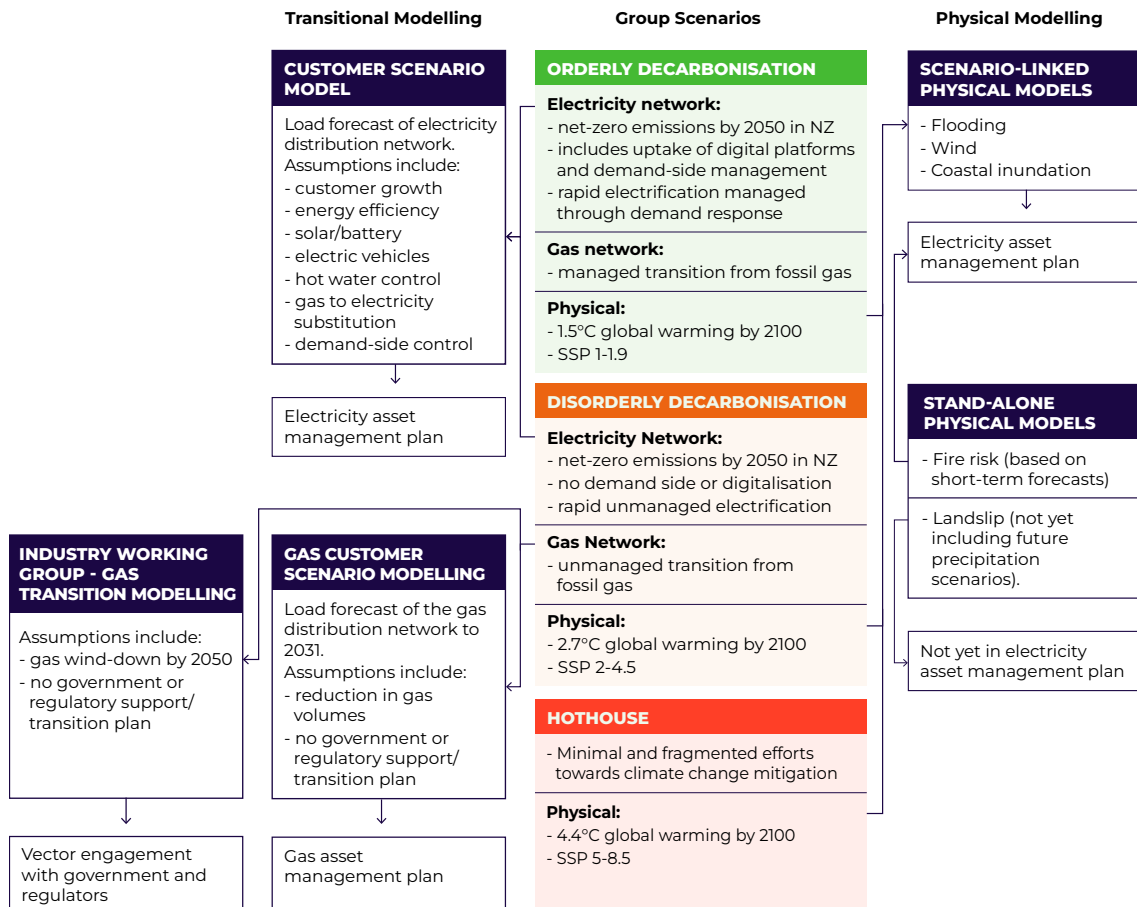 Transitional Modelling
Group Scenarios
Physical Modelling
CUSTOMER SCENARIO
MODEL
Load forecast of electricity
distribution network.
Assumptions include:
- customer growth
- energy efficiency
- solar/battery
- electric vehicles
- hot water control
- gas to electricity
substitution
- demand-side control
Electricity asset
management plan
INDUSTRY WORKING
GROUP - GAS
TRANSITION MODELLING
Assumptions include:
- gas wind-down by 2050
- no government or
regulatory support/
transition plan
Vector engagement
with government and
regulators
GAS CUSTOMER
SCENARIO MODELLING
Load forecast of the gas
distribution network to
2031.
Assumptions include:
- reduction in gas
volumes
- no government or
regulatory support/
transition plan
Gas asset
management plan
ORDERLY DECARBONISATION
Electricity network:
- net-zero emissions by 2050 in NZ
- includes uptake of digital platforms
and demand-side management
- rapid electrification managed
through demand response
Gas network:
- managed transition from fossil gas
Physical:
- 1.5°C global warming by 2100
- SSP 1-1.9
DISORDERLY DECARBONISATION
Electricity Network:
- net-zero emissions by 2050 in NZ
- no demand side or digitalisation
- rapid unmanaged electrification
Gas Network:
- unmanaged transition from
fossil gas
Physical:
- 2.7°C global warming by 2100
- SSP 2-4.5
HOTHOUSE
- Minimal and fragmented efforts
towards climate change mitigation
Physical:
- 4.4°C global warming by 2100
- SSP 5-8.5
SCENARIO-LINKED
PHYSICAL MODELS
- Flooding
- Wind
- Coastal inundation
Electricity asset
management plan
STAND-ALONE
PHYSICAL MODELS
- Fire risk (based on
short-term forecasts)
- Landslip (not yet
including future
precipitation
scenarios).
Not yet in electricity
asset management plan